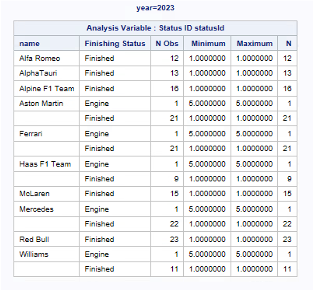 year=2023
Analysis Variable : Status ID statusId
name Finishing Status N Obs Minimum Maximum N
Alfa Romeo Finished 12 1.0000000 1.0000000 12
AlphaTauri Finished 13 1.0000000 1.0000000 13
Alpine F1 Team Finished 16 1.0000000 1.0000000 16
Aston Martin Engine 1 5.0000000 5.0000000 1
Finished 21 1.0000000 1.0000000 21
Ferrari Engine 1 5.0000000 5.0000000 1
Finished 21 1.0000000 1.0000000 21
Haas F1 Team Engine 1 5.0000000 5.0000000 1
Finished 9 1.0000000 1.0000000 9
McLaren Finished 15 1.0000000 1.0000000 15
Mercedes Engine 1 5.0000000 5.0000000 1
Finished 22 1.0000000 1.0000000 22
Red Bull Finished 23 1.0000000 1.0000000 23
Williams Engine 1 5.0000000 5.0000000 1
Finished 11 1.0000000 1.0000000 11